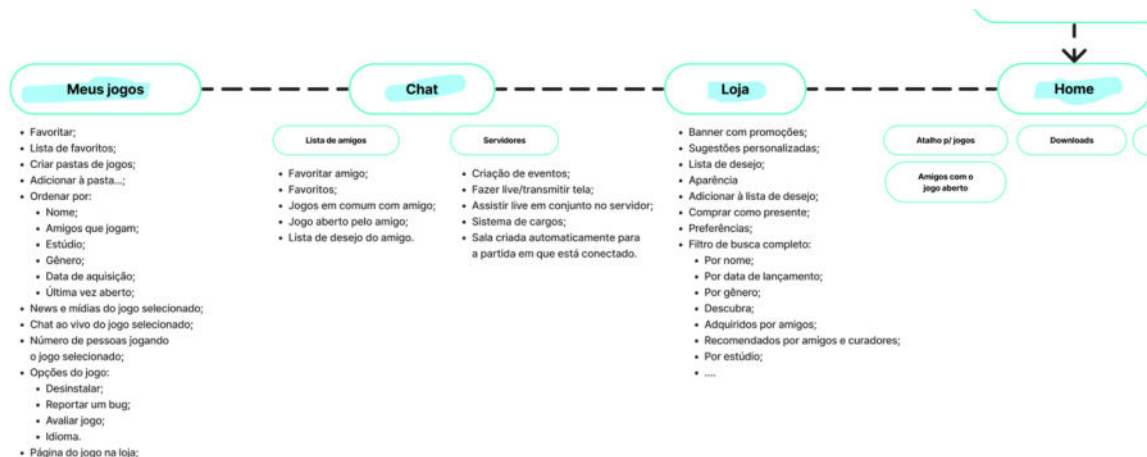 Meus jogos
Favoritar;
Lista de favoritos;
Criar pastas de jogos;
Adicionar à pasta...;
Ordenar por:
Nome;
Amigos que jogam;
Estúdio;
Gênero;
Data de aquisição;
Última vez aberto;
News e mídias do jogo selecionado;
Chat ao vivo do jogo selecionado;
Número de pessoas jogando
o jogo selecionado;
Opções do jogo:
Desinstalar;
Reportar um bug;
Avaliar jogo;
Idioma.
Página do jogo na loja;
Chat
Lista de amigos
Favoritar amigo;
Favoritos;
Jogos em comum com amigo;
Jogo aberto pelo amigo;
Lista de desejo do amigo.
Servidores
Criação de eventos;
Fazer live/transmitir tela;
Assistir live em conjunto no servidor;
Sistema de cargos;
Sala criada automaticamente para
a partida em que está conectado.
Loja
Banner com promoções;
Sugestões personalizadas;
Lista de desejo;
Aparência
Adicionar à lista de desejo;
Comprar como presente;
Preferências;
Filtro de busca completo:
Por nome;
Por data de lançamento;
Por gênero;
Descubra;
Adquiridos por amigos;
Recomendados por amigos e curadores;
Por estúdio;
....
Home
Atalho p/ jogos
Downloads
Amigos com o
jogo aberto